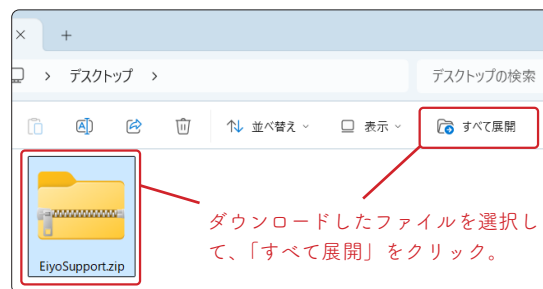 デスクトップ
デスクトップの検索
並べ替え
表示
すべて展開
ダウンロードしたファイルを選択し
て、「すべて展開」をクリック。
EiyoSupport.zip